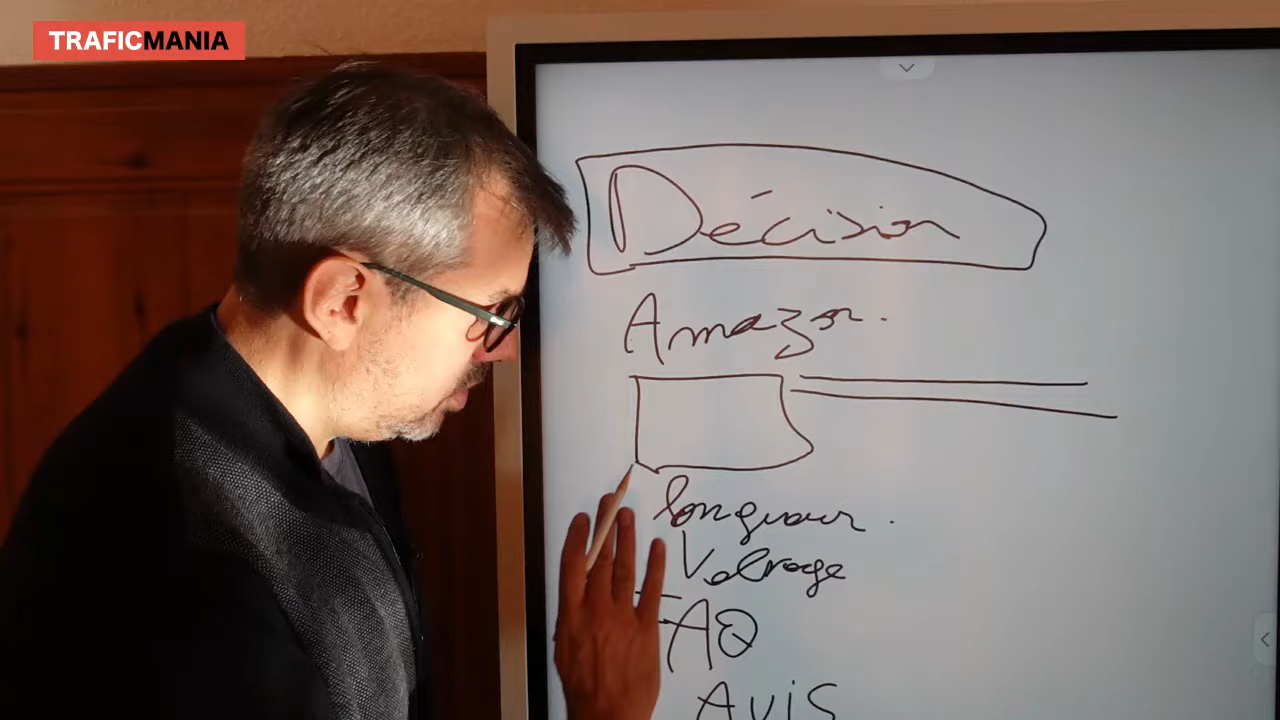 TRAFICMANIA
Décision
Amazon.
longueur.
Voltage
FAQ
AVIS